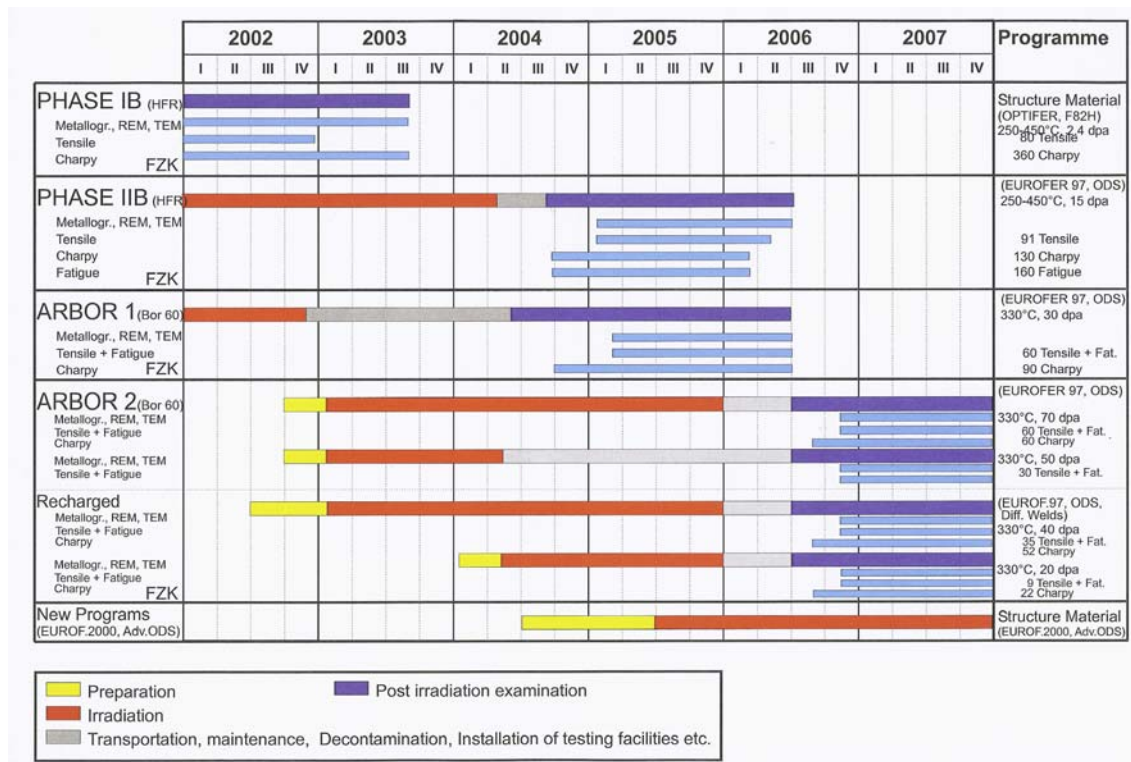 2002 2003 2004 2005 2006 2007 Programme
I II III IV I II III IV I II III IV I II III IV I II III IV I II III IV
PHASE IB (HFR)
Metallogr., REM, TEM
Tensile
Charpy FZK
Structure Material
(OPTIFER, F82H)
250-450°C, 2,4 dpa
80 Tensile
360 Charpy
PHASE IIB (HFR)
Metallogr., REM, TEM
Tensile
Charpy
Fatigue FZK
(EUROFER 97, ODS)
250-450°C, 15 dpa
91 Tensile
130 Charpy
160 Fatigue
ARBOR 1 (Bor 60)
Metallogr., REM, TEM
Tensile + Fatigue
Charpy FZK
(EUROFER 97, ODS)
330°C, 30 dpa
60 Tensile + Fat.
90 Charpy
ARBOR 2 (Bor 60)
Metallogr., REM, TEM
Tensile + Fatigue
Charpy
Metallogr., REM, TEM
Tensile + Fatigue
(EUROFER 97, ODS)
330°C, 70 dpa
60 Tensile + Fat.
60 Charpy
330°C, 50 dpa
30 Tensile + Fat.
Recharged
Metallogr., REM, TEM
Tensile + Fatigue
Charpy
Metallogr., REM, TEM
Tensile + Fatigue
Charpy FZK
(EUROF.97, ODS,
Diff. Welds)
330°C, 40 dpa
35 Tensile + Fat.
52 Charpy
330°C, 20 dpa
9 Tensile + Fat.
22 Charpy
New Programs
(EUROF.2000, Adv.ODS)
Structure Material
(EUROF.2000, Adv.ODS)
Preparation
Post irradiation examination
Irradiation
Transportation, maintenance, Decontamination, Installation of testing facilities etc.